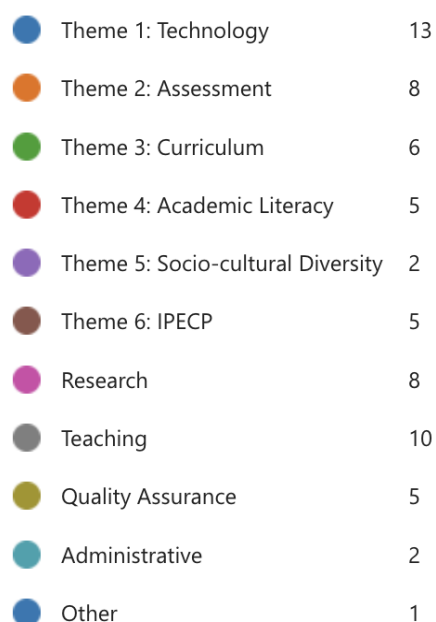 Theme 1: Technology 13
Theme 2: Assessment 8
Theme 3: Curriculum 6
Theme 4: Academic Literacy 5
Theme 5: Socio-cultural Diversity 2
Theme 6: IPECP 5
Research 8
Teaching 10
Quality Assurance 5
Administrative 2
Other 1